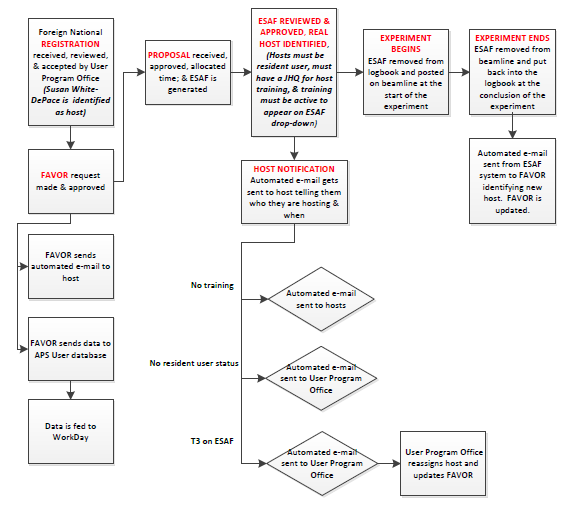 Foreign National
REGISTRATION
received, reviewed,
& accepted by User
Program Office
(Susan White-
DePace is identified
as host)
PROPOSAL received,
approved, allocated
time; & ESAF is
generated
ESAF REVIEWED &
APPROVED, REAL
HOST IDENTIFIED,
(Hosts must be
resident user, must
have a JHQ for host
training, & training
must be active to
appear on ESAF
drop-down)
EXPERIMENT
BEGINS
ESAF removed from
logbook and posted
on beamline at the
start of the
experiment
EXPERIMENT ENDS
ESAF removed from
beamline and put
back into the
logbook at the
conclusion of the
experiment
FAVOR request
made & approved
HOST NOTIFICATION
Automated e-mail gets
sent to host telling them
who they are hosting &
when
Automated e-mail
sent from ESAF
system to FAVOR
identifying new
host. FAVOR is
updated.
FAVOR sends
automated e-mail to
host
No training
Automated e-mail
sent to hosts
FAVOR sends data to
APS User database
No resident user status
Automated e-mail
sent to User Program
Office
Data is fed to
WorkDay
T3 on ESAF
Automated e-mail
sent to User Program
Office
User Program Office
reassigns host and
updates FAVOR